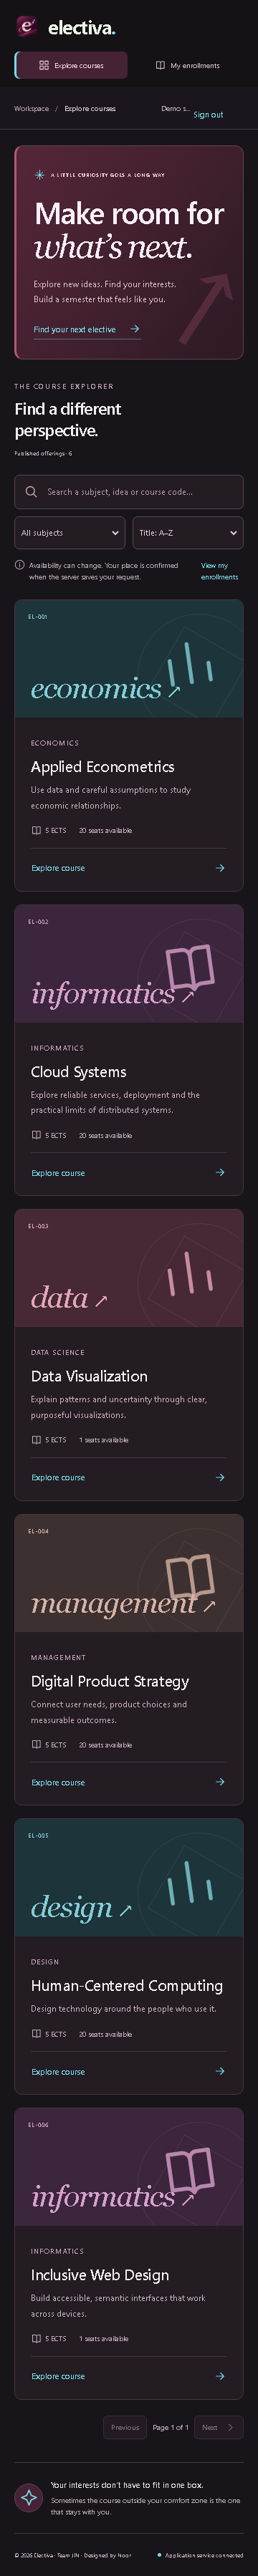 electiva.
Explore courses
My enrollments
Workspace / Explore courses
Demo s...
Sign out
A LITTLE CURIOSITY GOES A LONG WAY
Make room for
what's next.
Explore new ideas. Find your interests.
Build a semester that feels like you.
Find your next elective →
THE COURSE EXPLORER
Find a different
perspective.
Published offerings · 6
Search a subject, idea or course code...
All subjects
Title: A–Z
Availability can change. Your place is confirmed
when the server saves your request.
View my
enrollments
EL-001
economics ↗
ECONOMICS
Applied Econometrics
Use data and careful assumptions to study
economic relationships.
5 ECTS 20 seats available
Explore course →
EL-002
informatics ↗
INFORMATICS
Cloud Systems
Explore reliable services, deployment and the
practical limits of distributed systems.
5 ECTS 20 seats available
Explore course →
EL-003
data ↗
DATA SCIENCE
Data Visualization
Explain patterns and uncertainty through clear,
purposeful visualizations.
5 ECTS 1 seats available
Explore course →
EL-004
management ↗
MANAGEMENT
Digital Product Strategy
Connect user needs, product choices and
measurable outcomes.
5 ECTS 20 seats available
Explore course →
EL-005
design ↗
DESIGN
Human-Centered Computing
Design technology around the people who use it.
5 ECTS 20 seats available
Explore course →
EL-006
informatics ↗
INFORMATICS
Inclusive Web Design
Build accessible, semantic interfaces that work
across devices.
5 ECTS 1 seats available
Explore course →
Previous
Page 1 of 1
Next
Your interests don't have to fit in one box.
Sometimes the course outside your comfort zone is the one
that stays with you.
© 2026 Electiva · Team JIN · Designed by Noor
Application service connected